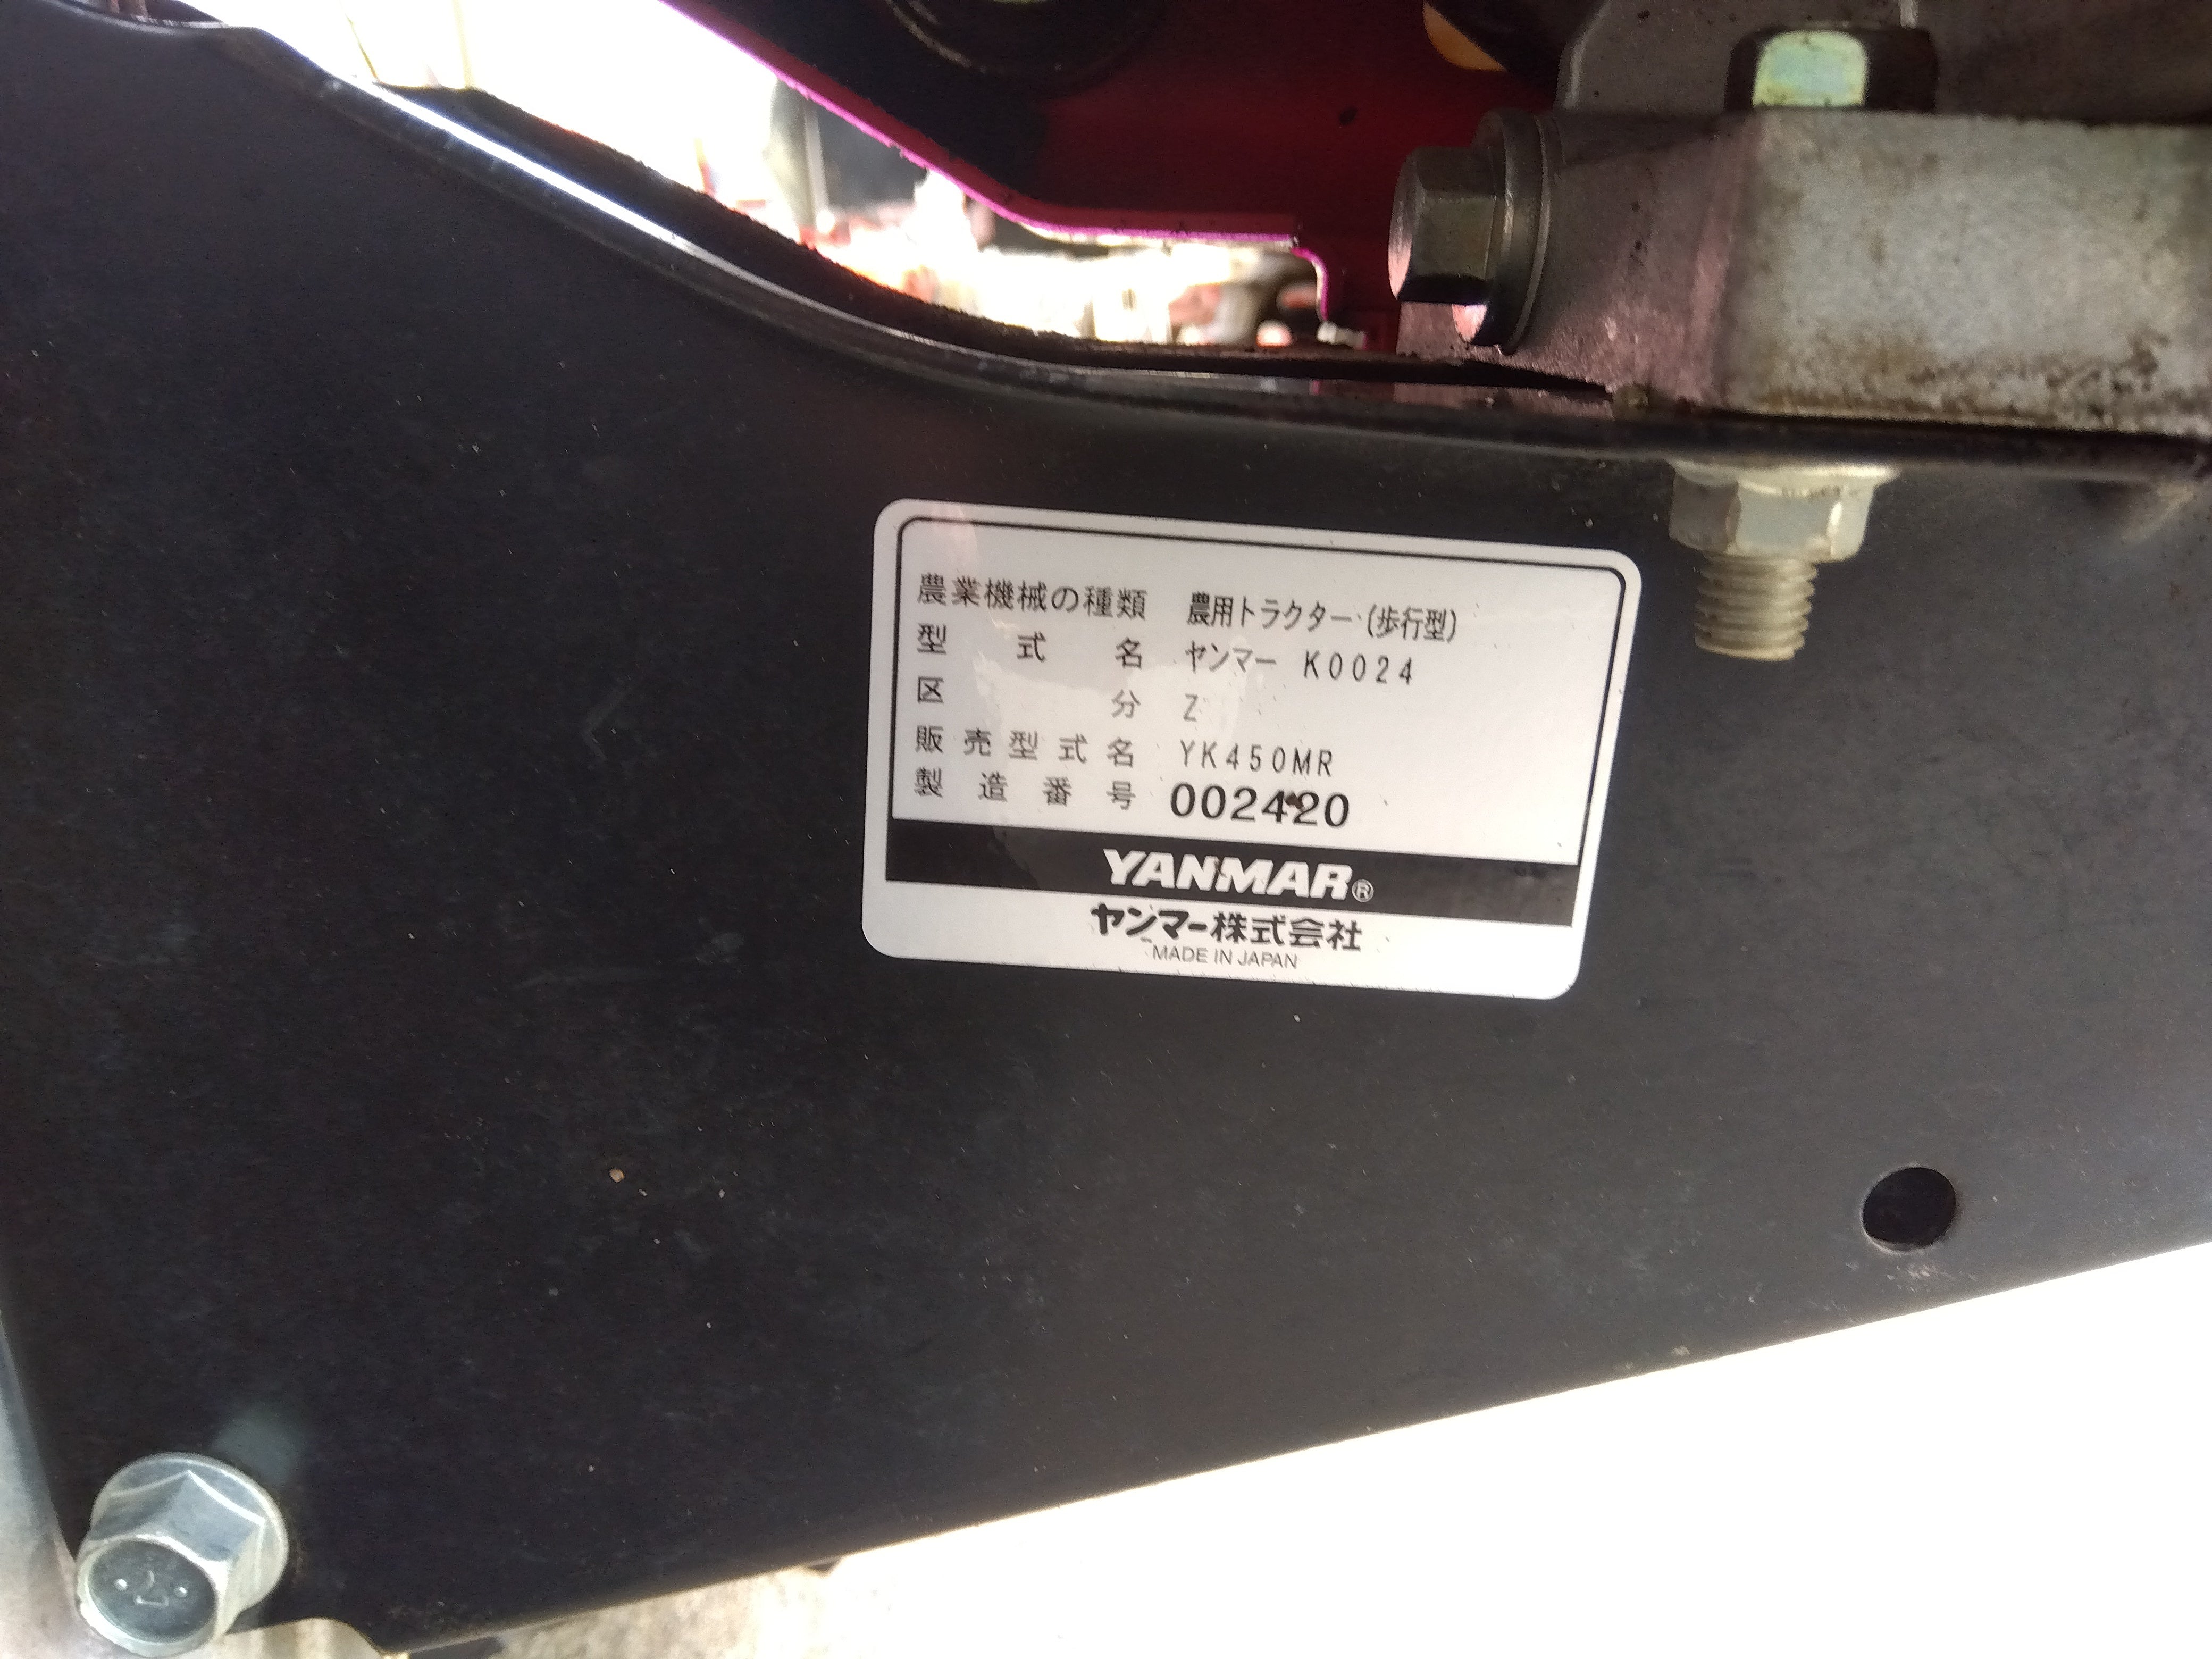 農業機械の種類 農用トラクター(歩行型)
型式名 ヤンマー K0024
区分 Z
販売型式名 YK450MR
製造番号 002420
YANMAR®
ヤンマー株式会社
MADE IN JAPAN